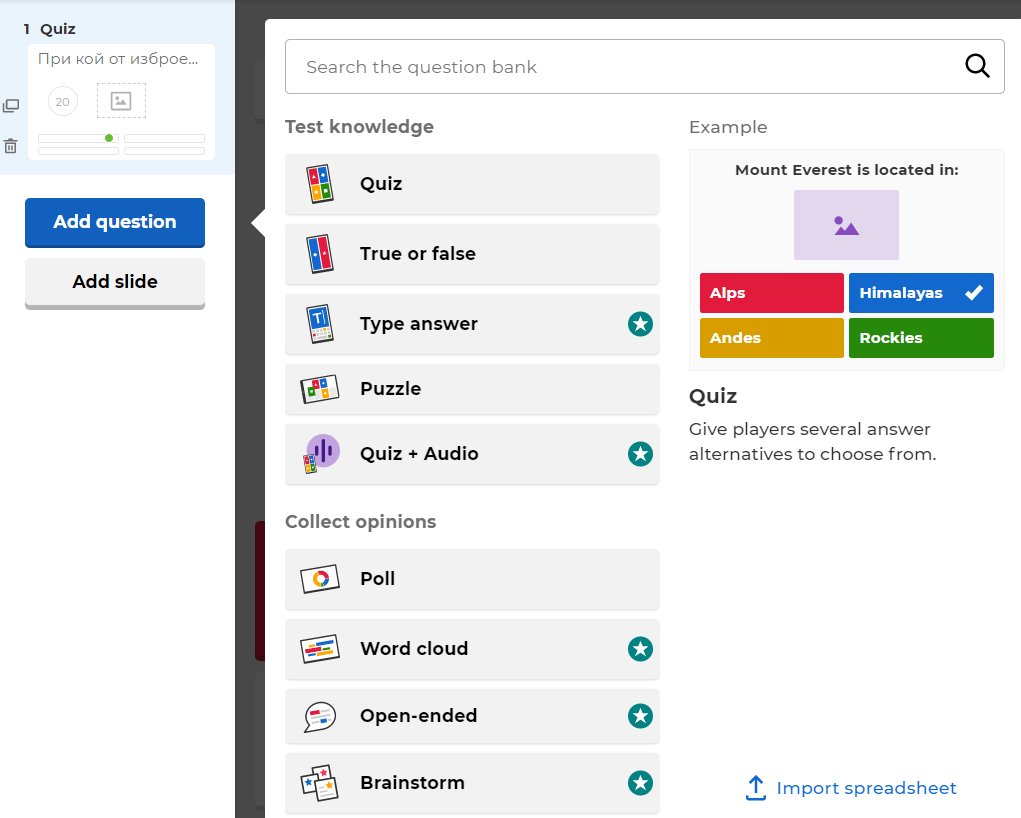 1 Quiz
При кой от изброе...
20
Add question
Add slide
Search the question bank
Test knowledge
Quiz
True or false
Type answer
Puzzle
Quiz + Audio
Collect opinions
Poll
Word cloud
Open-ended
Brainstorm
Example
Mount Everest is located in:
Alps
Himalayas
Andes
Rockies
Quiz
Give players several answer
alternatives to choose from.
Import spreadsheet